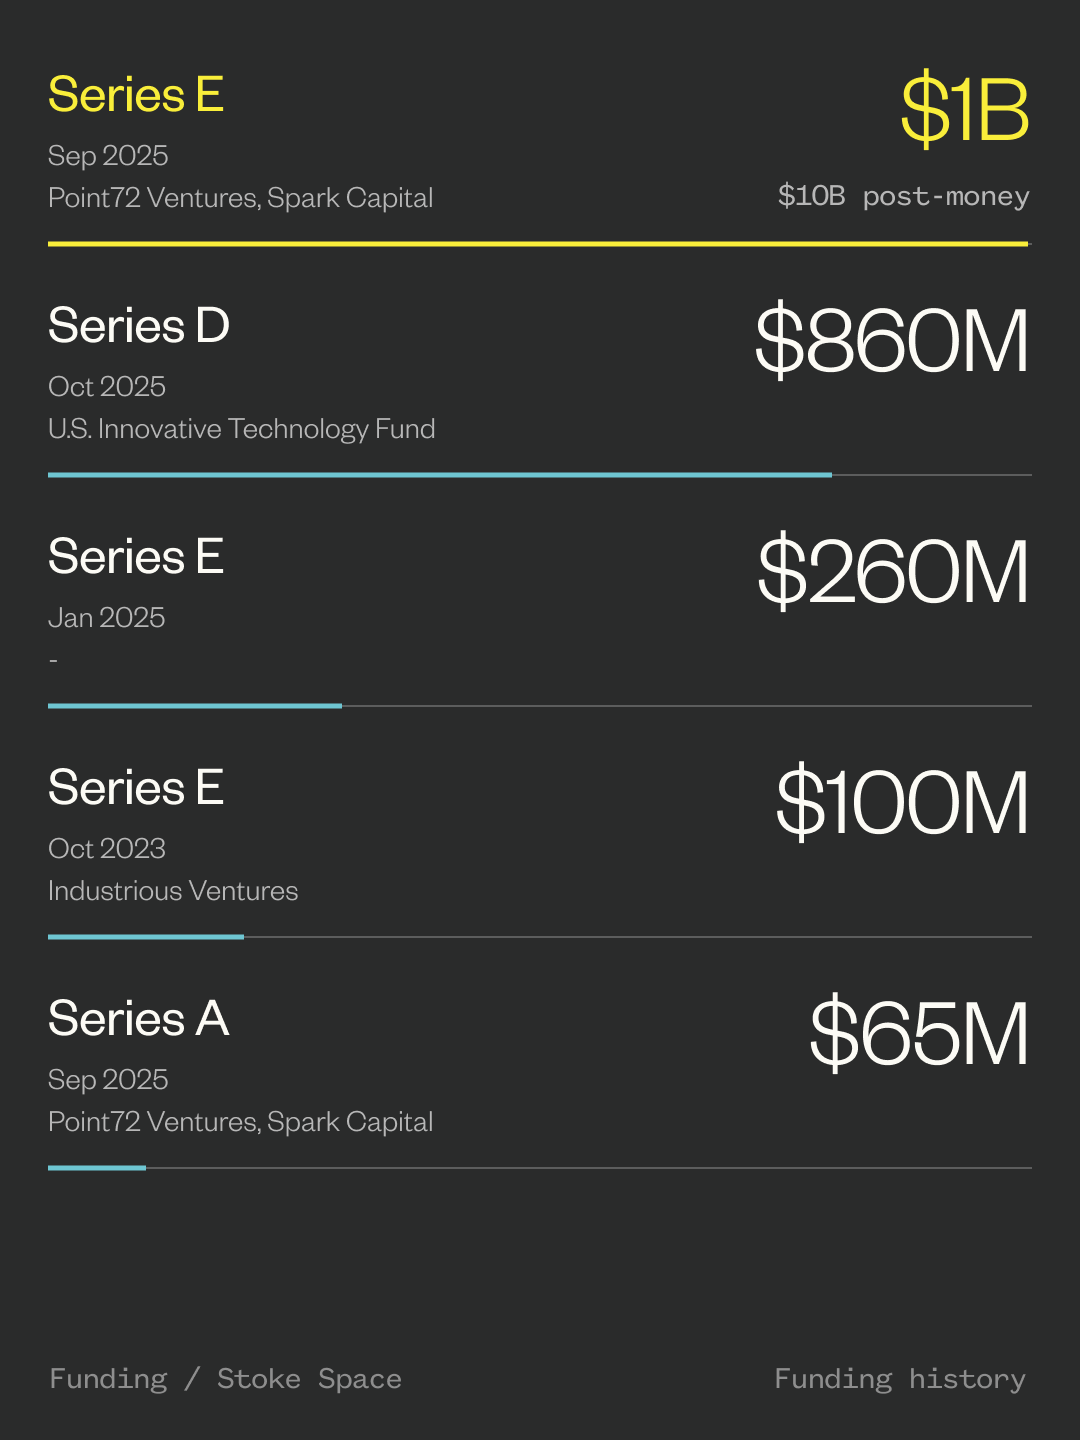 Series E
$1B
Sep 2025
Point72 Ventures, Spark Capital
$10B post-money
Series D
$860M
Oct 2025
U.S. Innovative Technology Fund
Series E
$260M
Jan 2025
-
Series E
$100M
Oct 2023
Industrious Ventures
Series A
$65M
Sep 2025
Point72 Ventures, Spark Capital
Funding / Stoke Space
Funding history